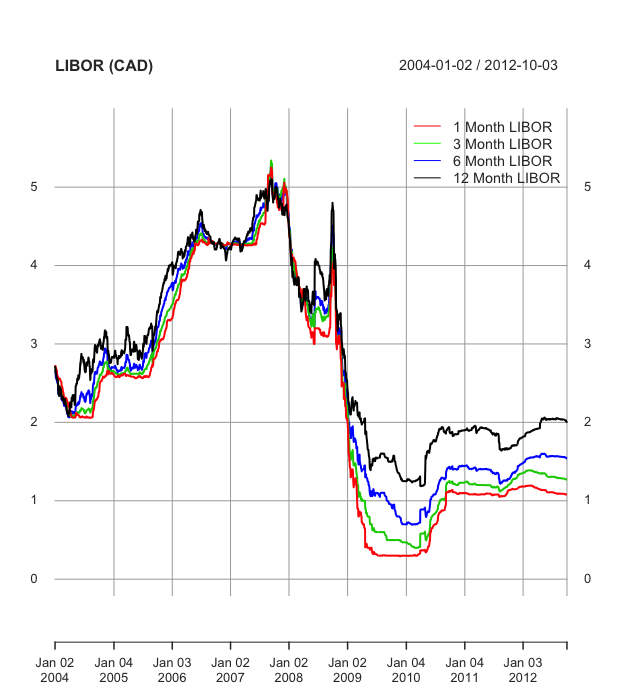 LIBOR (CAD)
2004-01-02 / 2012-10-03
1 Month LIBOR
3 Month LIBOR
6 Month LIBOR
12 Month LIBOR
5 5
4 4
3 3
2 2
1 1
0 0
Jan 02 Jan 04 Jan 03 Jan 02 Jan 02 Jan 02 Jan 04 Jan 04 Jan 03
2004 2005 2006 2007 2008 2009 2010 2011 2012